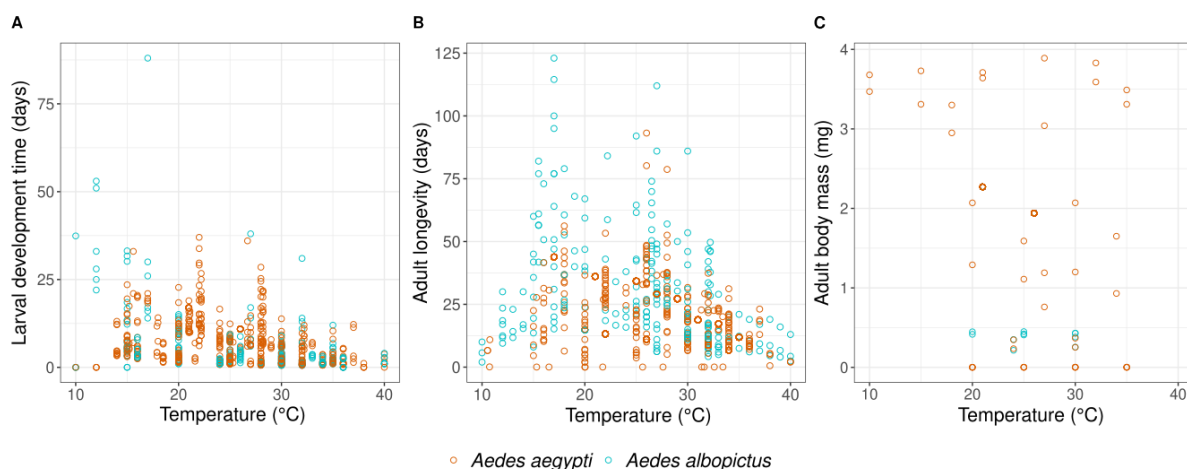 A
B
C
Larval development time (days)
75
50
25
0
10
20
30
40
Temperature (°C)
Adult longevity (days)
125
100
75
50
25
0
10
20
30
40
Temperature (°C)
Adult body mass (mg)
4
3
2
1
0
10
20
30
40
Temperature (°C)
Aedes aegypti
Aedes albopictus